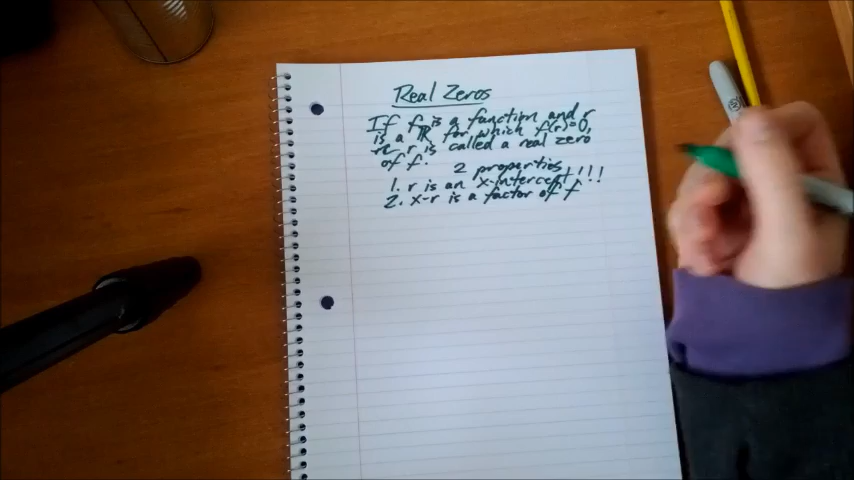 Real Zeros
If f is a function and r
is a ℝ for which f(r)=0,
r is called a real zero
of f. 2 properties
1. r is an x-intercept!!!
2. x-r is a factor of f